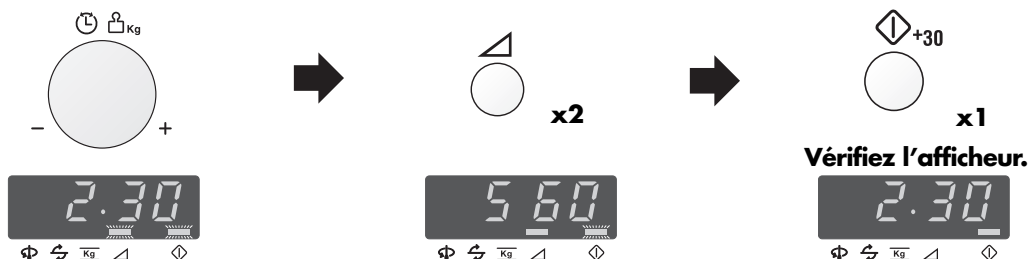 Kg
+30
x2
x1
- +
Vérifiez l’afficheur.
2.30
560
2.30
Kg
Kg
Kg